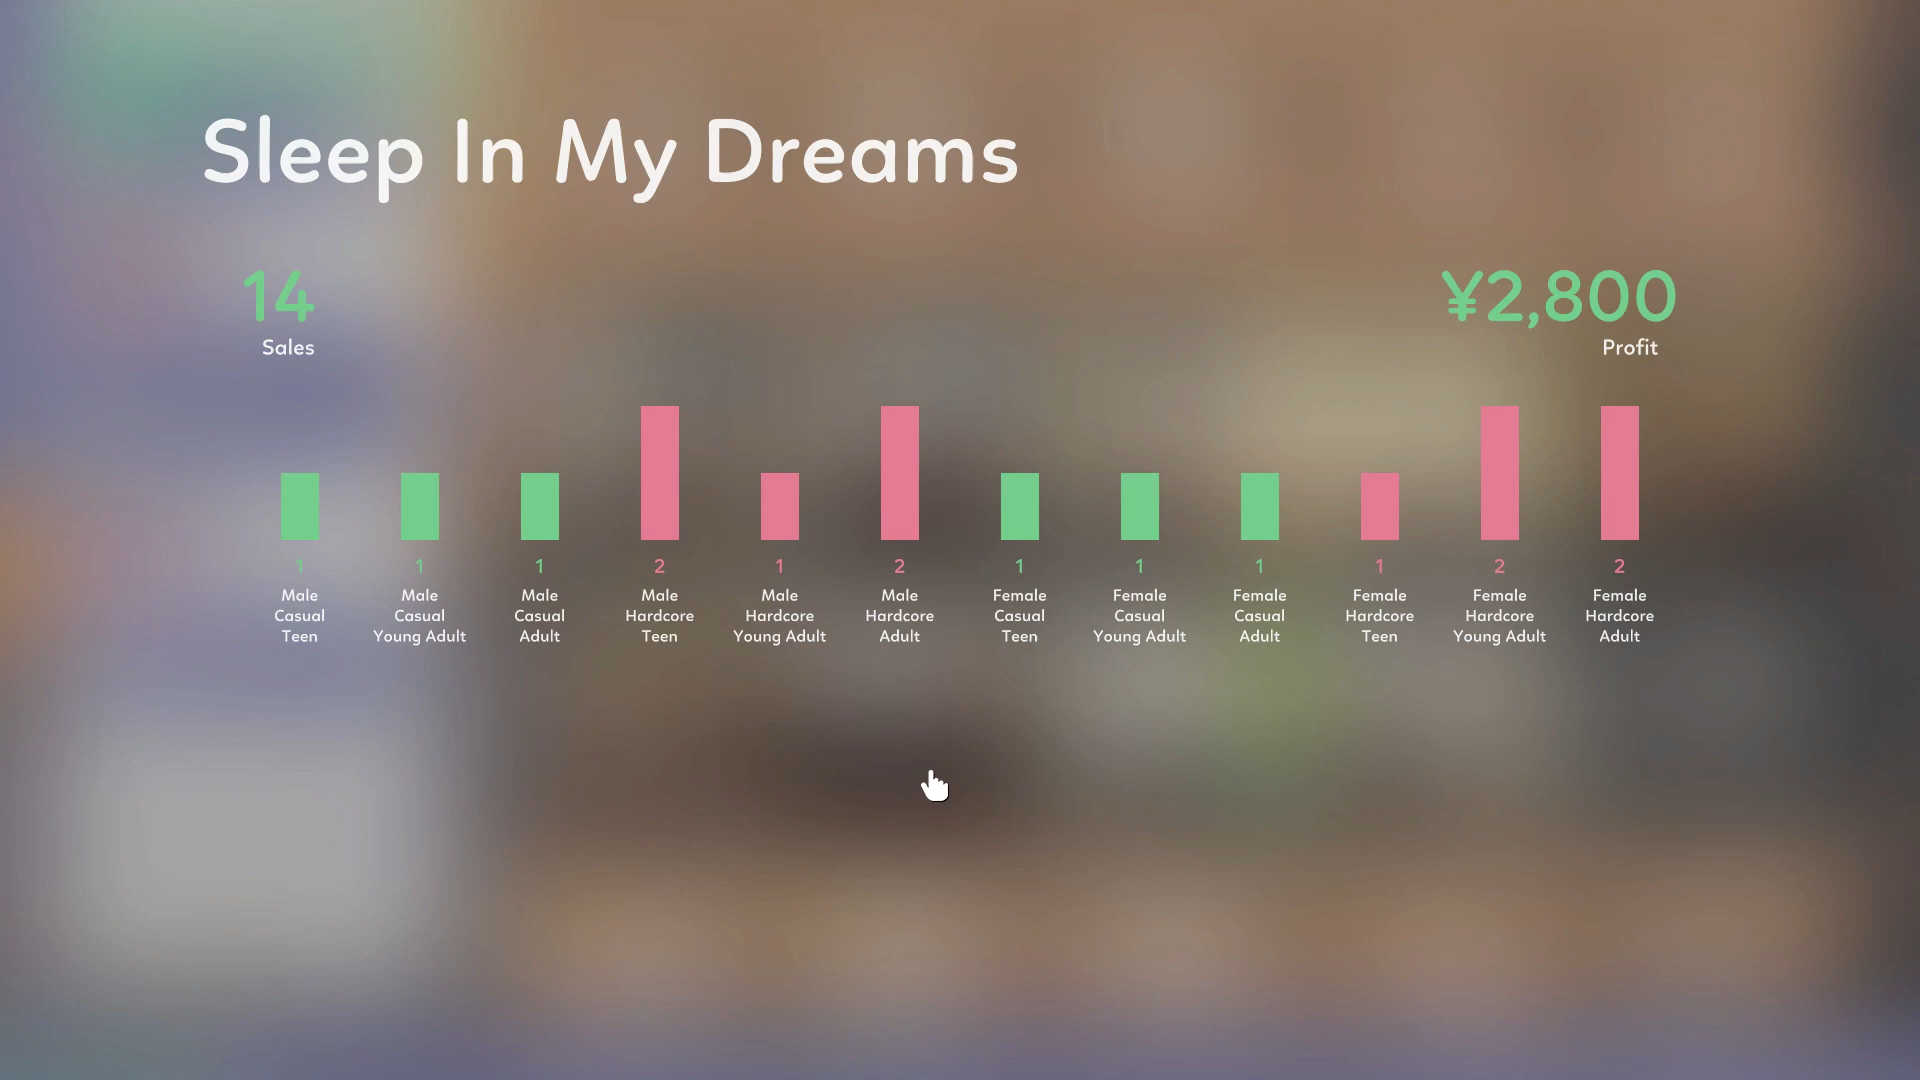 Sleep In My Dreams
14
Sales
¥2,800
Profit
1
Male
Casual
Teen
1
Male
Casual
Young Adult
1
Male
Casual
Adult
2
Male
Hardcore
Teen
1
Male
Hardcore
Young Adult
2
Male
Hardcore
Adult
1
Female
Casual
Teen
1
Female
Casual
Young Adult
1
Female
Casual
Adult
1
Female
Hardcore
Teen
2
Female
Hardcore
Young Adult
2
Female
Hardcore
Adult